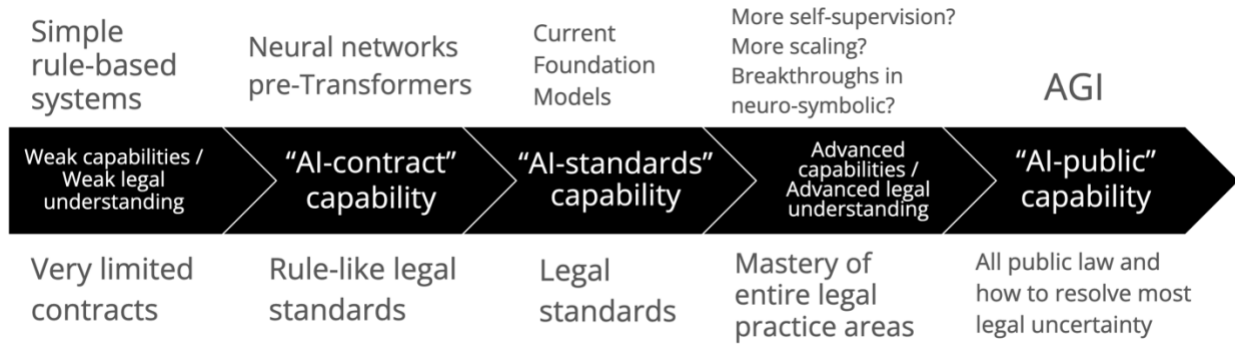 Simple
rule-based
systems
Neural networks
pre-Transformers
Current
Foundation
Models
More self-supervision?
More scaling?
Breakthroughs in
neuro-symbolic?
AGI
Weak capabilities /
Weak legal
understanding
“AI-contract”
capability
“AI-standards”
capability
Advanced
capabilities /
Advanced legal
understanding
“AI-public”
capability
Very limited
contracts
Rule-like legal
standards
Legal
standards
Mastery of
entire legal
practice areas
All public law and
how to resolve most
legal uncertainty